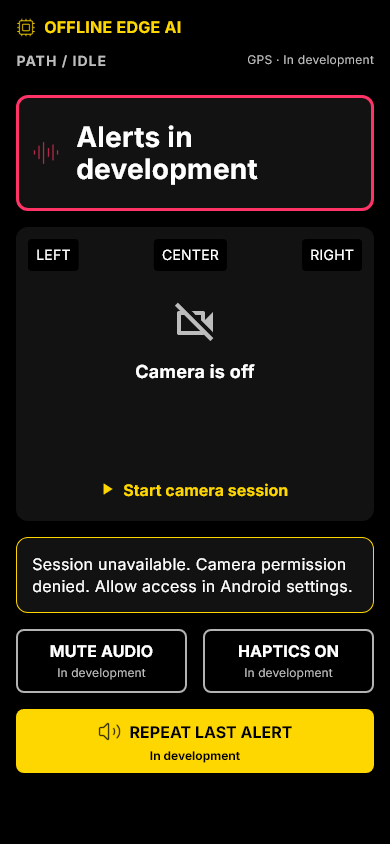 OFFLINE EDGE AI
PATH / IDLE
GPS · In development
Alerts in
development
LEFT
CENTER
RIGHT
Camera is off
Start camera session
Session unavailable. Camera permission
denied. Allow access in Android settings.
MUTE AUDIO
In development
HAPTICS ON
In development
REPEAT LAST ALERT
In development